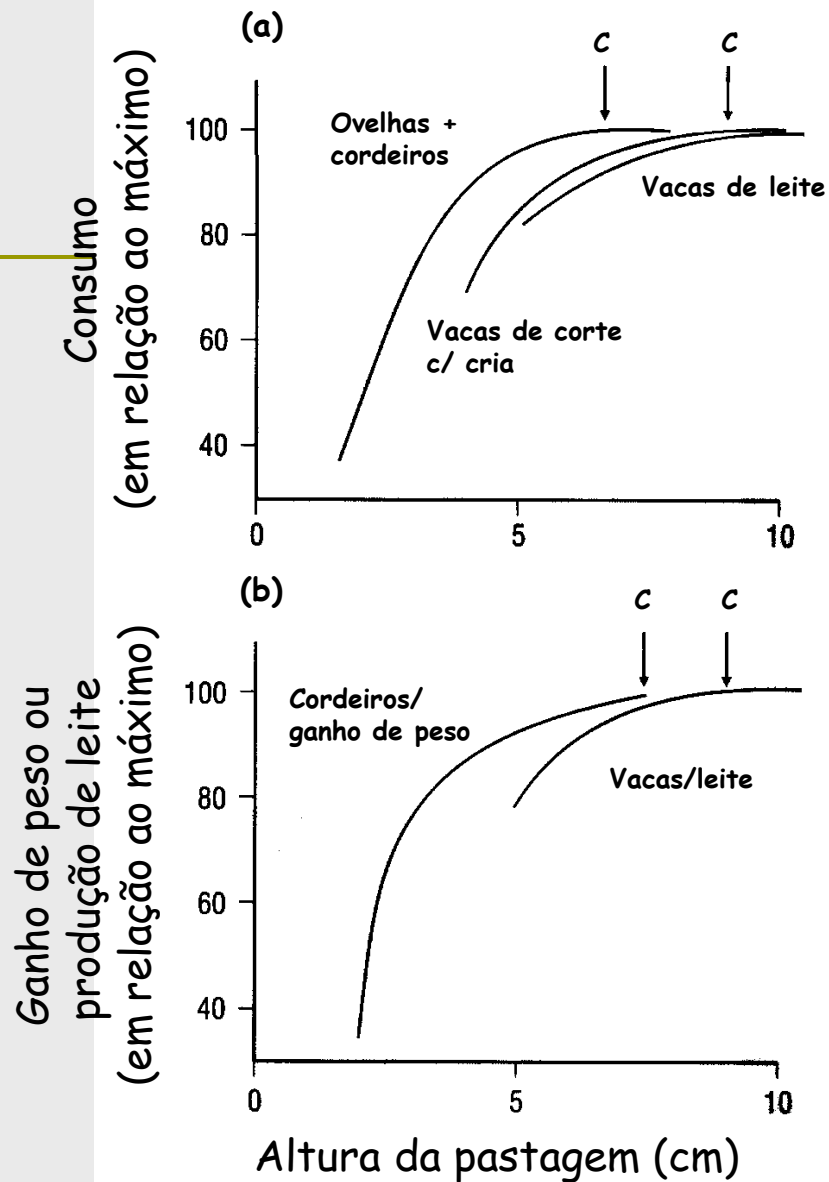 (a)
C C
Consumo
(em relação ao máximo)
100
80
60
40
Ovelhas +
cordeiros
Vacas de leite
Vacas de corte
c/ cria
0 5 10
(b)
C C
Ganho de peso ou
produção de leite
(em relação ao máximo)
100
80
60
40
Cordeiros/
ganho de peso
Vacas/leite
0 5 10
Altura da pastagem (cm)